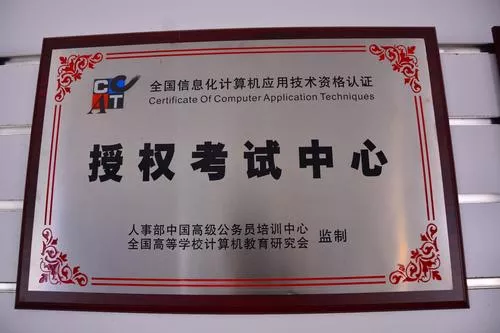 CCAT
全国信息化计算机应用技术资格认证
Certificate Of Computer Application Techniques
授权考试中心
人事部中国高级公务员培训中心
全国高等学校计算机教育研究会 监制